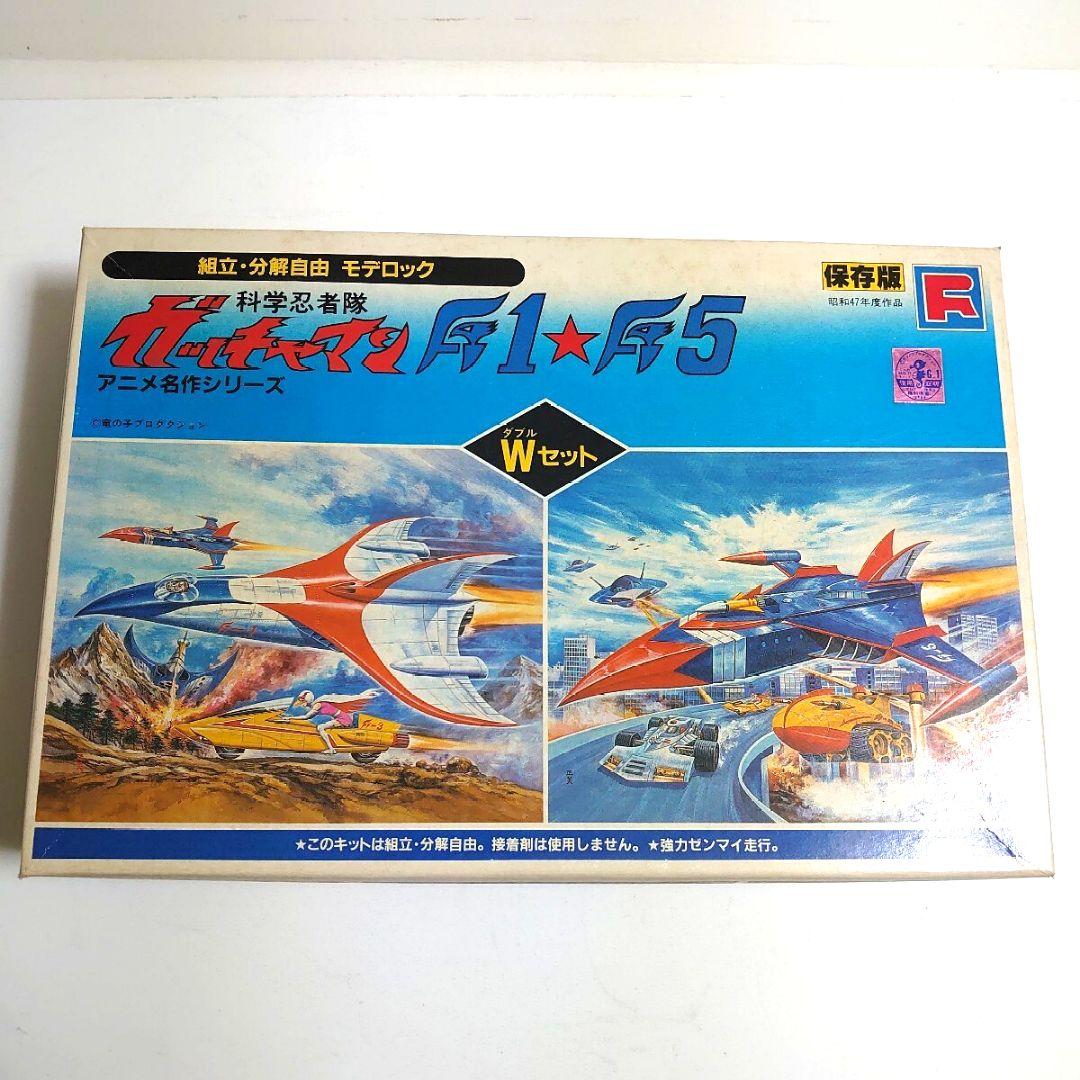 組立・分解自由 モデロック
保存版
昭和47年度作品
科学忍者隊
ガッチャマン G1★G5
アニメ名作シリーズ
©竜の子プロダクション
ダブル
Wセット
G-3
G-5
★このキットは組立・分解自由。接着剤は使用しません。★強力ゼンマイ走行。